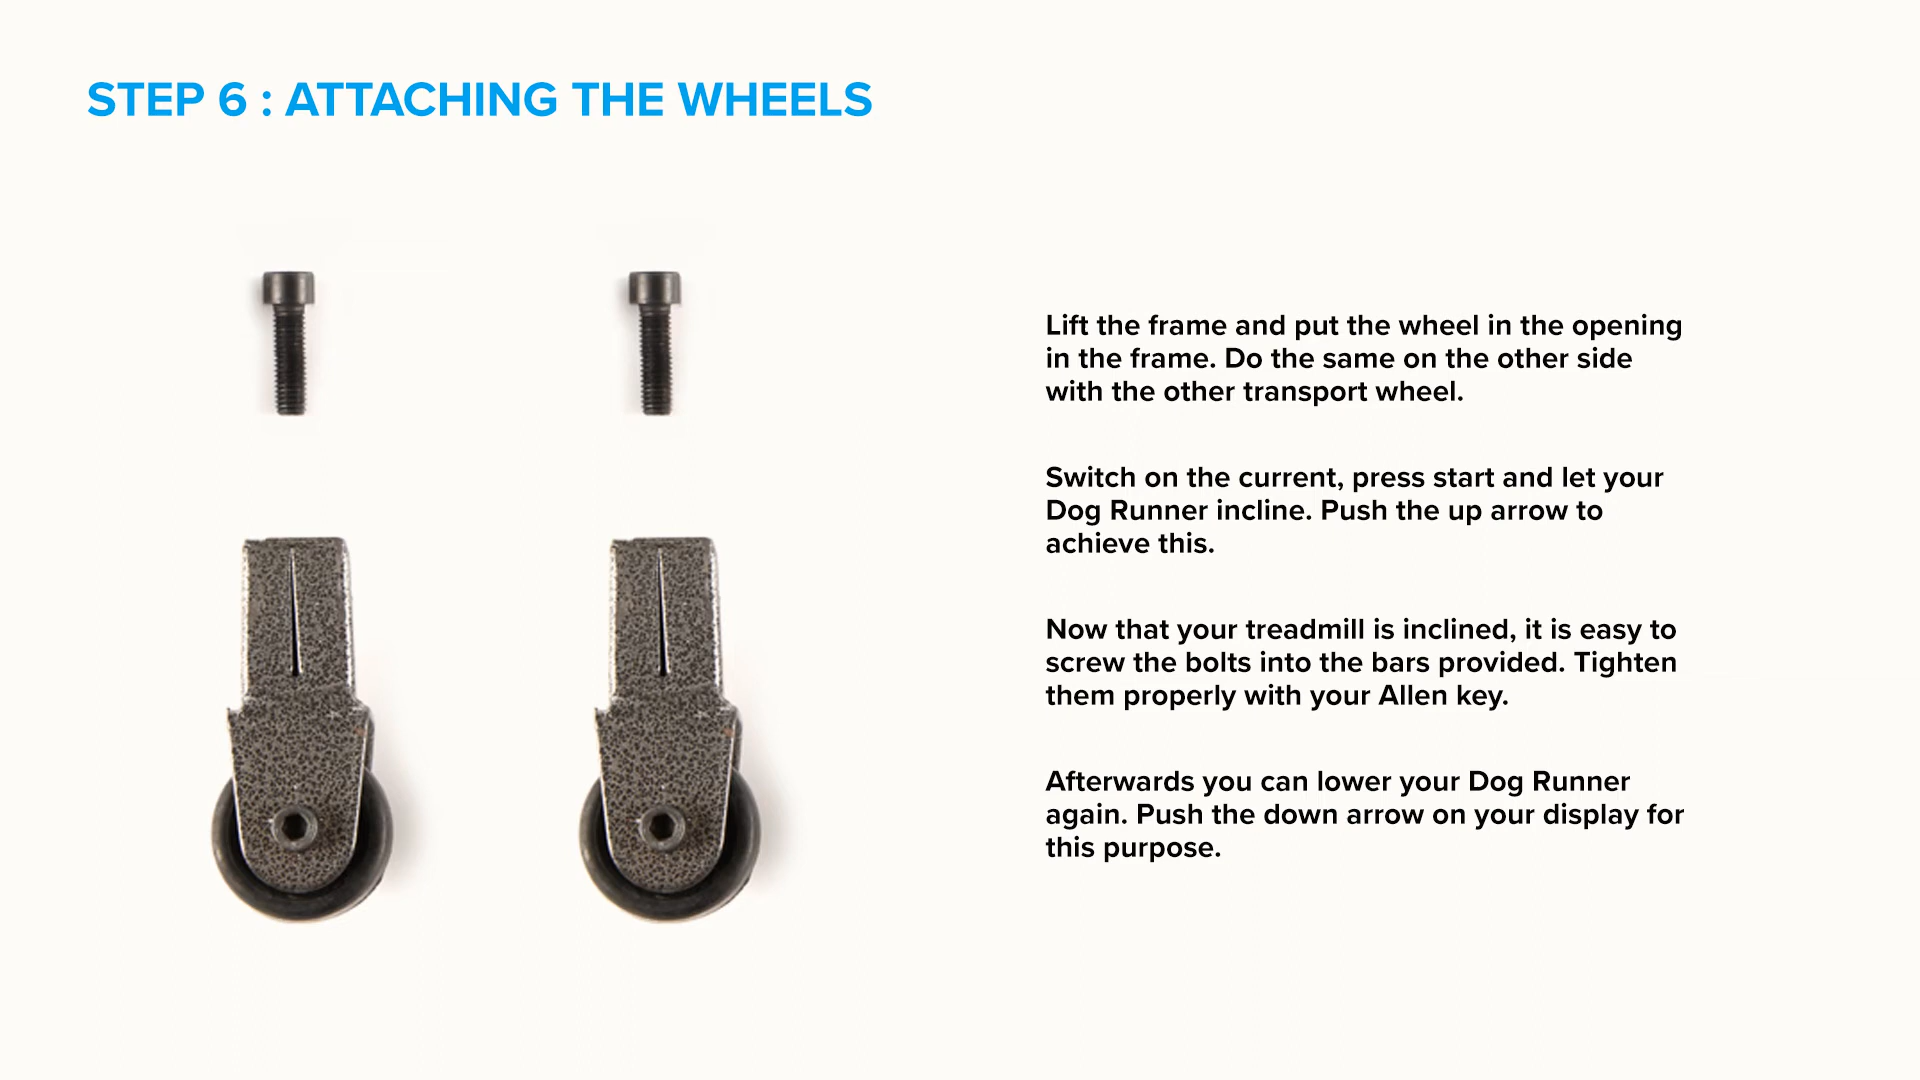 STEP 6 : ATTACHING THE WHEELS
Lift the frame and put the wheel in the opening
in the frame. Do the same on the other side
with the other transport wheel.
Switch on the current, press start and let your
Dog Runner incline. Push the up arrow to
achieve this.
Now that your treadmill is inclined, it is easy to
screw the bolts into the bars provided. Tighten
them properly with your Allen key.
Afterwards you can lower your Dog Runner
again. Push the down arrow on your display for
this purpose.